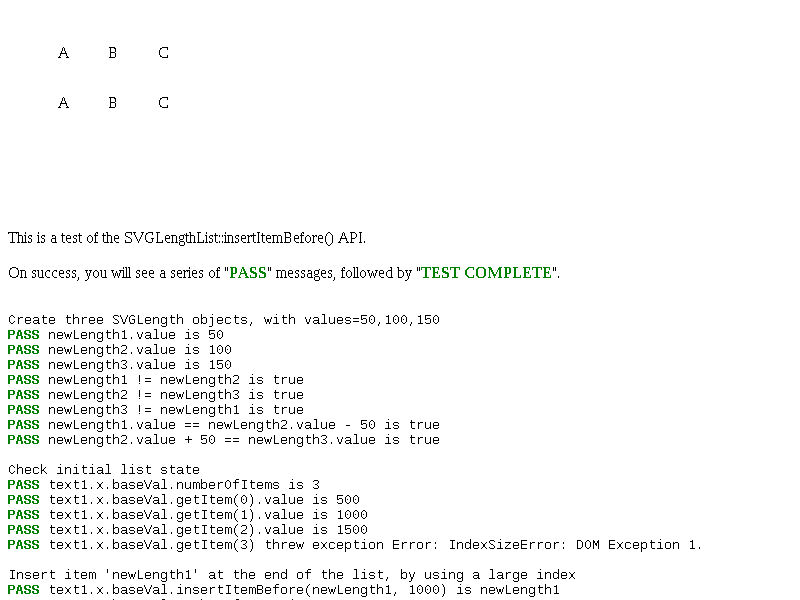 A B C
A B C
This is a test of the SVGLengthList::insertItemBefore() API.
On success, you will see a series of "PASS" messages, followed by "TEST COMPLETE".
Create three SVGLength objects, with values=50,100,150
PASS newLength1.value is 50
PASS newLength2.value is 100
PASS newLength3.value is 150
PASS newLength1 != newLength2 is true
PASS newLength2 != newLength3 is true
PASS newLength3 != newLength1 is true
PASS newLength1.value == newLength2.value - 50 is true
PASS newLength2.value + 50 == newLength3.value is true
Check initial list state
PASS text1.x.baseVal.numberOfItems is 3
PASS text1.x.baseVal.getItem(0).value is 500
PASS text1.x.baseVal.getItem(1).value is 1000
PASS text1.x.baseVal.getItem(2).value is 1500
PASS text1.x.baseVal.getItem(3) threw exception Error: IndexSizeError: DOM Exception 1.
Insert item 'newLength1' at the end of the list, by using a large index
PASS text1.x.baseVal.insertItemBefore(newLength1, 1000) is newLength1